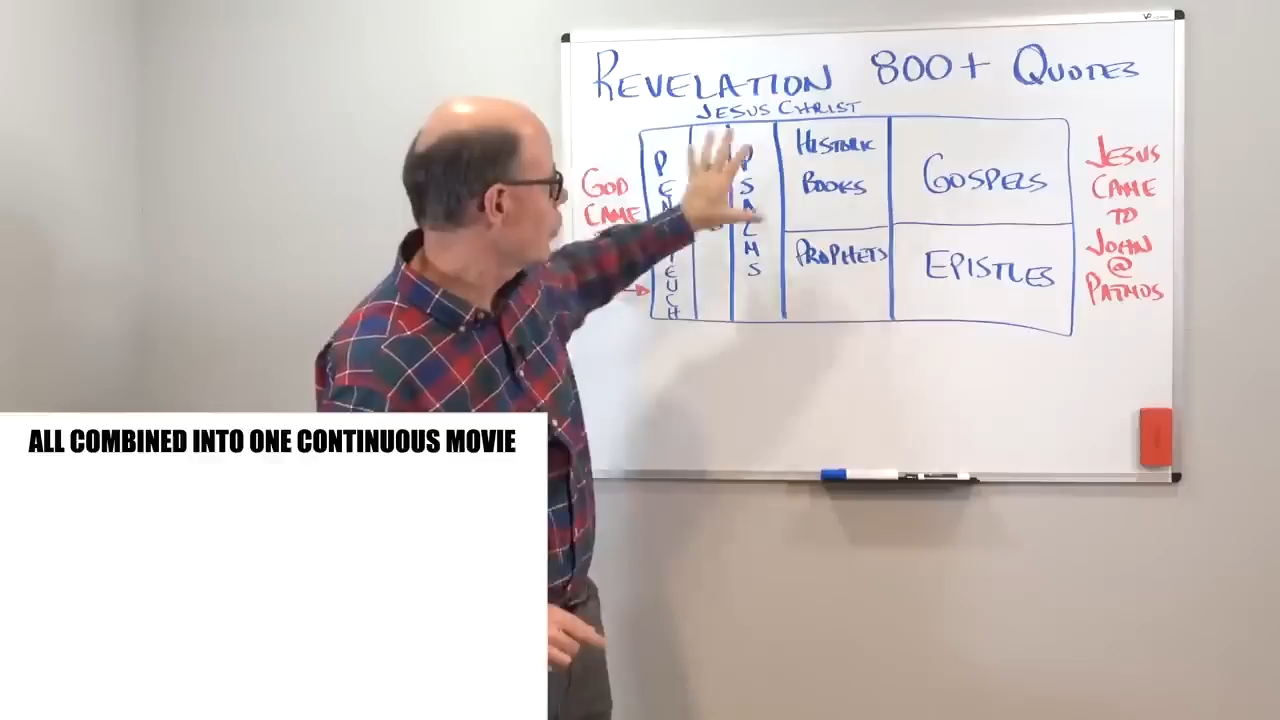 REVELATION 800+ QUOTES
JESUS CHRIST
GOD
CAME
PSALMS
HISTORIC
BOOKS
PROPHETS
GOSPELS
EPISTLES
JESUS
CAME
TO
JOHN
@
PATMOS
ALL COMBINED INTO ONE CONTINUOUS MOVIE